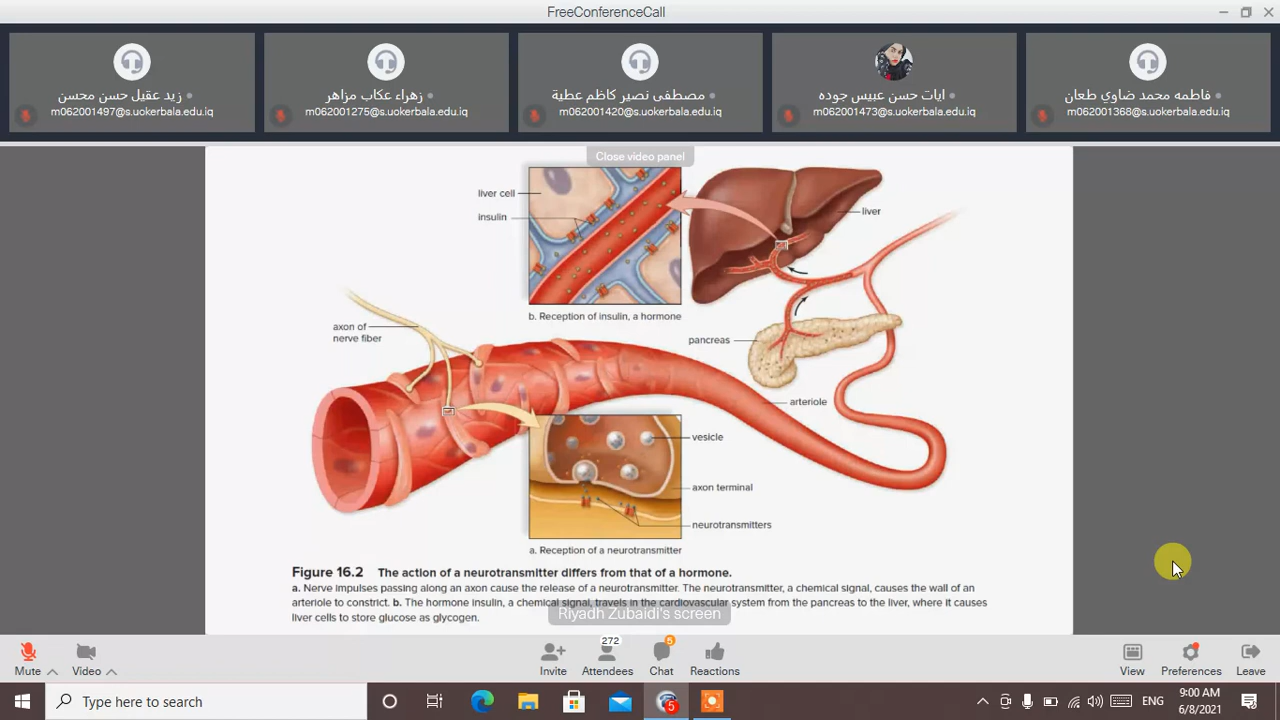 FreeConferenceCall
زيد عقيل حسن محسن
m062001497@s.uokerbala.edu.iq
زهراء عكاب مزاهر
m062001275@s.uokerbala.edu.iq
مصطفى نصير كاظم عطية
m062001420@s.uokerbala.edu.iq
ايات حسن عبيس جوده
m062001473@s.uokerbala.edu.iq
فاطمه محمد ضاوي طعان
m062001368@s.uokerbala.edu.iq
Close video panel
liver cell
insulin
liver
b. Reception of insulin, a hormone
axon of
nerve fiber
pancreas
arteriole
vesicle
axon terminal
neurotransmitters
a. Reception of a neurotransmitter
Figure 16.2 The action of a neurotransmitter differs from that of a hormone.
a. Nerve impulses passing along an axon cause the release of a neurotransmitter. The neurotransmitter, a chemical signal, causes the wall of an
arteriole to constrict. b. The hormone insulin, a chemical signal, travels in the cardiovascular system from the pancreas to the liver, where it causes
liver cells to store glucose as glycogen.
Riyadh Zubaidi's screen
Mute
Video
Invite
272
Attendees
5
Chat
Reactions
View
Preferences
Leave
Type here to search
5
ENG
9:00 AM
6/8/2021